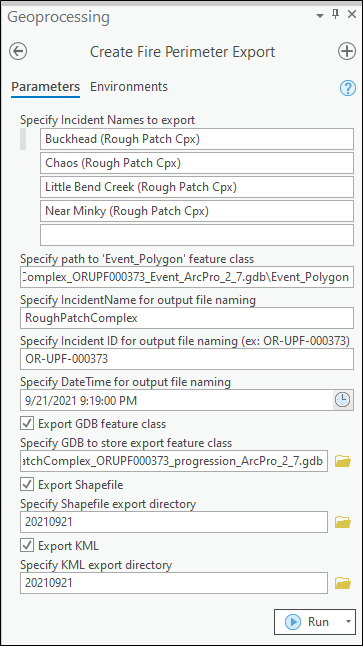 Geoprocessing
Create Fire Perimeter Export
Parameters Environments
Specify Incident Names to export
Buckhead (Rough Patch Cpx)
Chaos (Rough Patch Cpx)
Little Bend Creek (Rough Patch Cpx)
Near Minky (Rough Patch Cpx)
Specify path to 'Event_Polygon' feature class
Complex_ORUPF000373_Event_ArcPro_2_7.gdb\Event_Polygon
Specify IncidentName for output file naming
RoughPatchComplex
Specify Incident ID for output file naming (ex: OR-UPF-000373)
OR-UPF-000373
Specify DateTime for output file naming
9/21/2021 9:19:00 PM
Export GDB feature class
Specify GDB to store export feature class
atchComplex_ORUPF000373_progression_ArcPro_2_7.gdb
Export Shapefile
Specify Shapefile export directory
20210921
Export KML
Specify KML export directory
20210921
Run